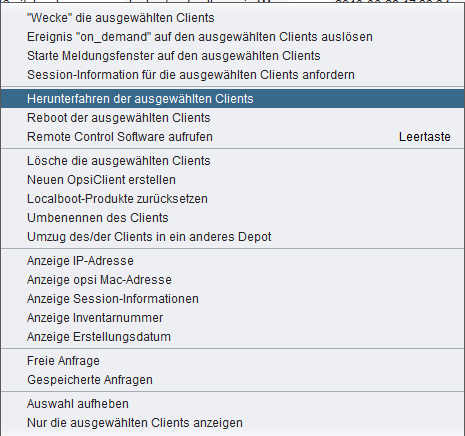 "Wecke" die ausgewählten Clients
Ereignis "on_demand" auf den ausgewählten Clients auslösen
Starte Meldungsfenster auf den ausgewählten Clients
Session-Information für die ausgewählten Clients anfordern
Herunterfahren der ausgewählten Clients
Reboot der ausgewählten Clients
Remote Control Software aufrufen Leertaste
Lösche die ausgewählten Clients
Neuen OpsiClient erstellen
Localboot-Produkte zurücksetzen
Umbenennen des Clients
Umzug des/der Clients in ein anderes Depot
Anzeige IP-Adresse
Anzeige opsi Mac-Adresse
Anzeige Session-Informationen
Anzeige Inventarnummer
Anzeige Erstellungsdatum
Freie Anfrage
Gespeicherte Anfragen
Auswahl aufheben
Nur die ausgewählten Clients anzeigen